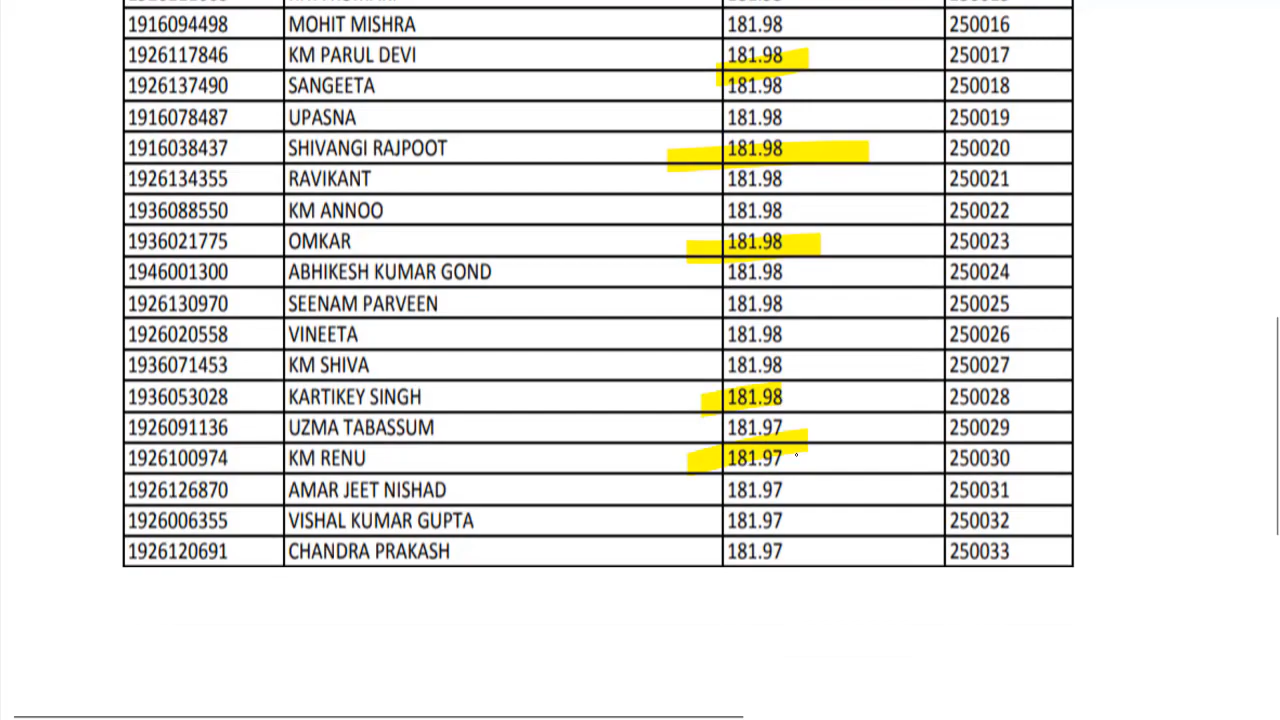 1916094498 MOHIT MISHRA 181.98 250016
1926117846 KM PARUL DEVI 181.98 250017
1926137490 SANGEETA 181.98 250018
1916078487 UPASNA 181.98 250019
1916038437 SHIVANGI RAJPOOT 181.98 250020
1926134355 RAVIKANT 181.98 250021
1936088550 KM ANNOO 181.98 250022
1936021775 OMKAR 181.98 250023
1946001300 ABHIKESH KUMAR GOND 181.98 250024
1926130970 SEENAM PARVEEN 181.98 250025
1926020558 VINEETA 181.98 250026
1936071453 KM SHIVA 181.98 250027
1936053028 KARTIKEY SINGH 181.98 250028
1926091136 UZMA TABASSUM 181.97 250029
1926100974 KM RENU 181.97 250030
1926126870 AMAR JEET NISHAD 181.97 250031
1926006355 VISHAL KUMAR GUPTA 181.97 250032
1926120691 CHANDRA PRAKASH 181.97 250033